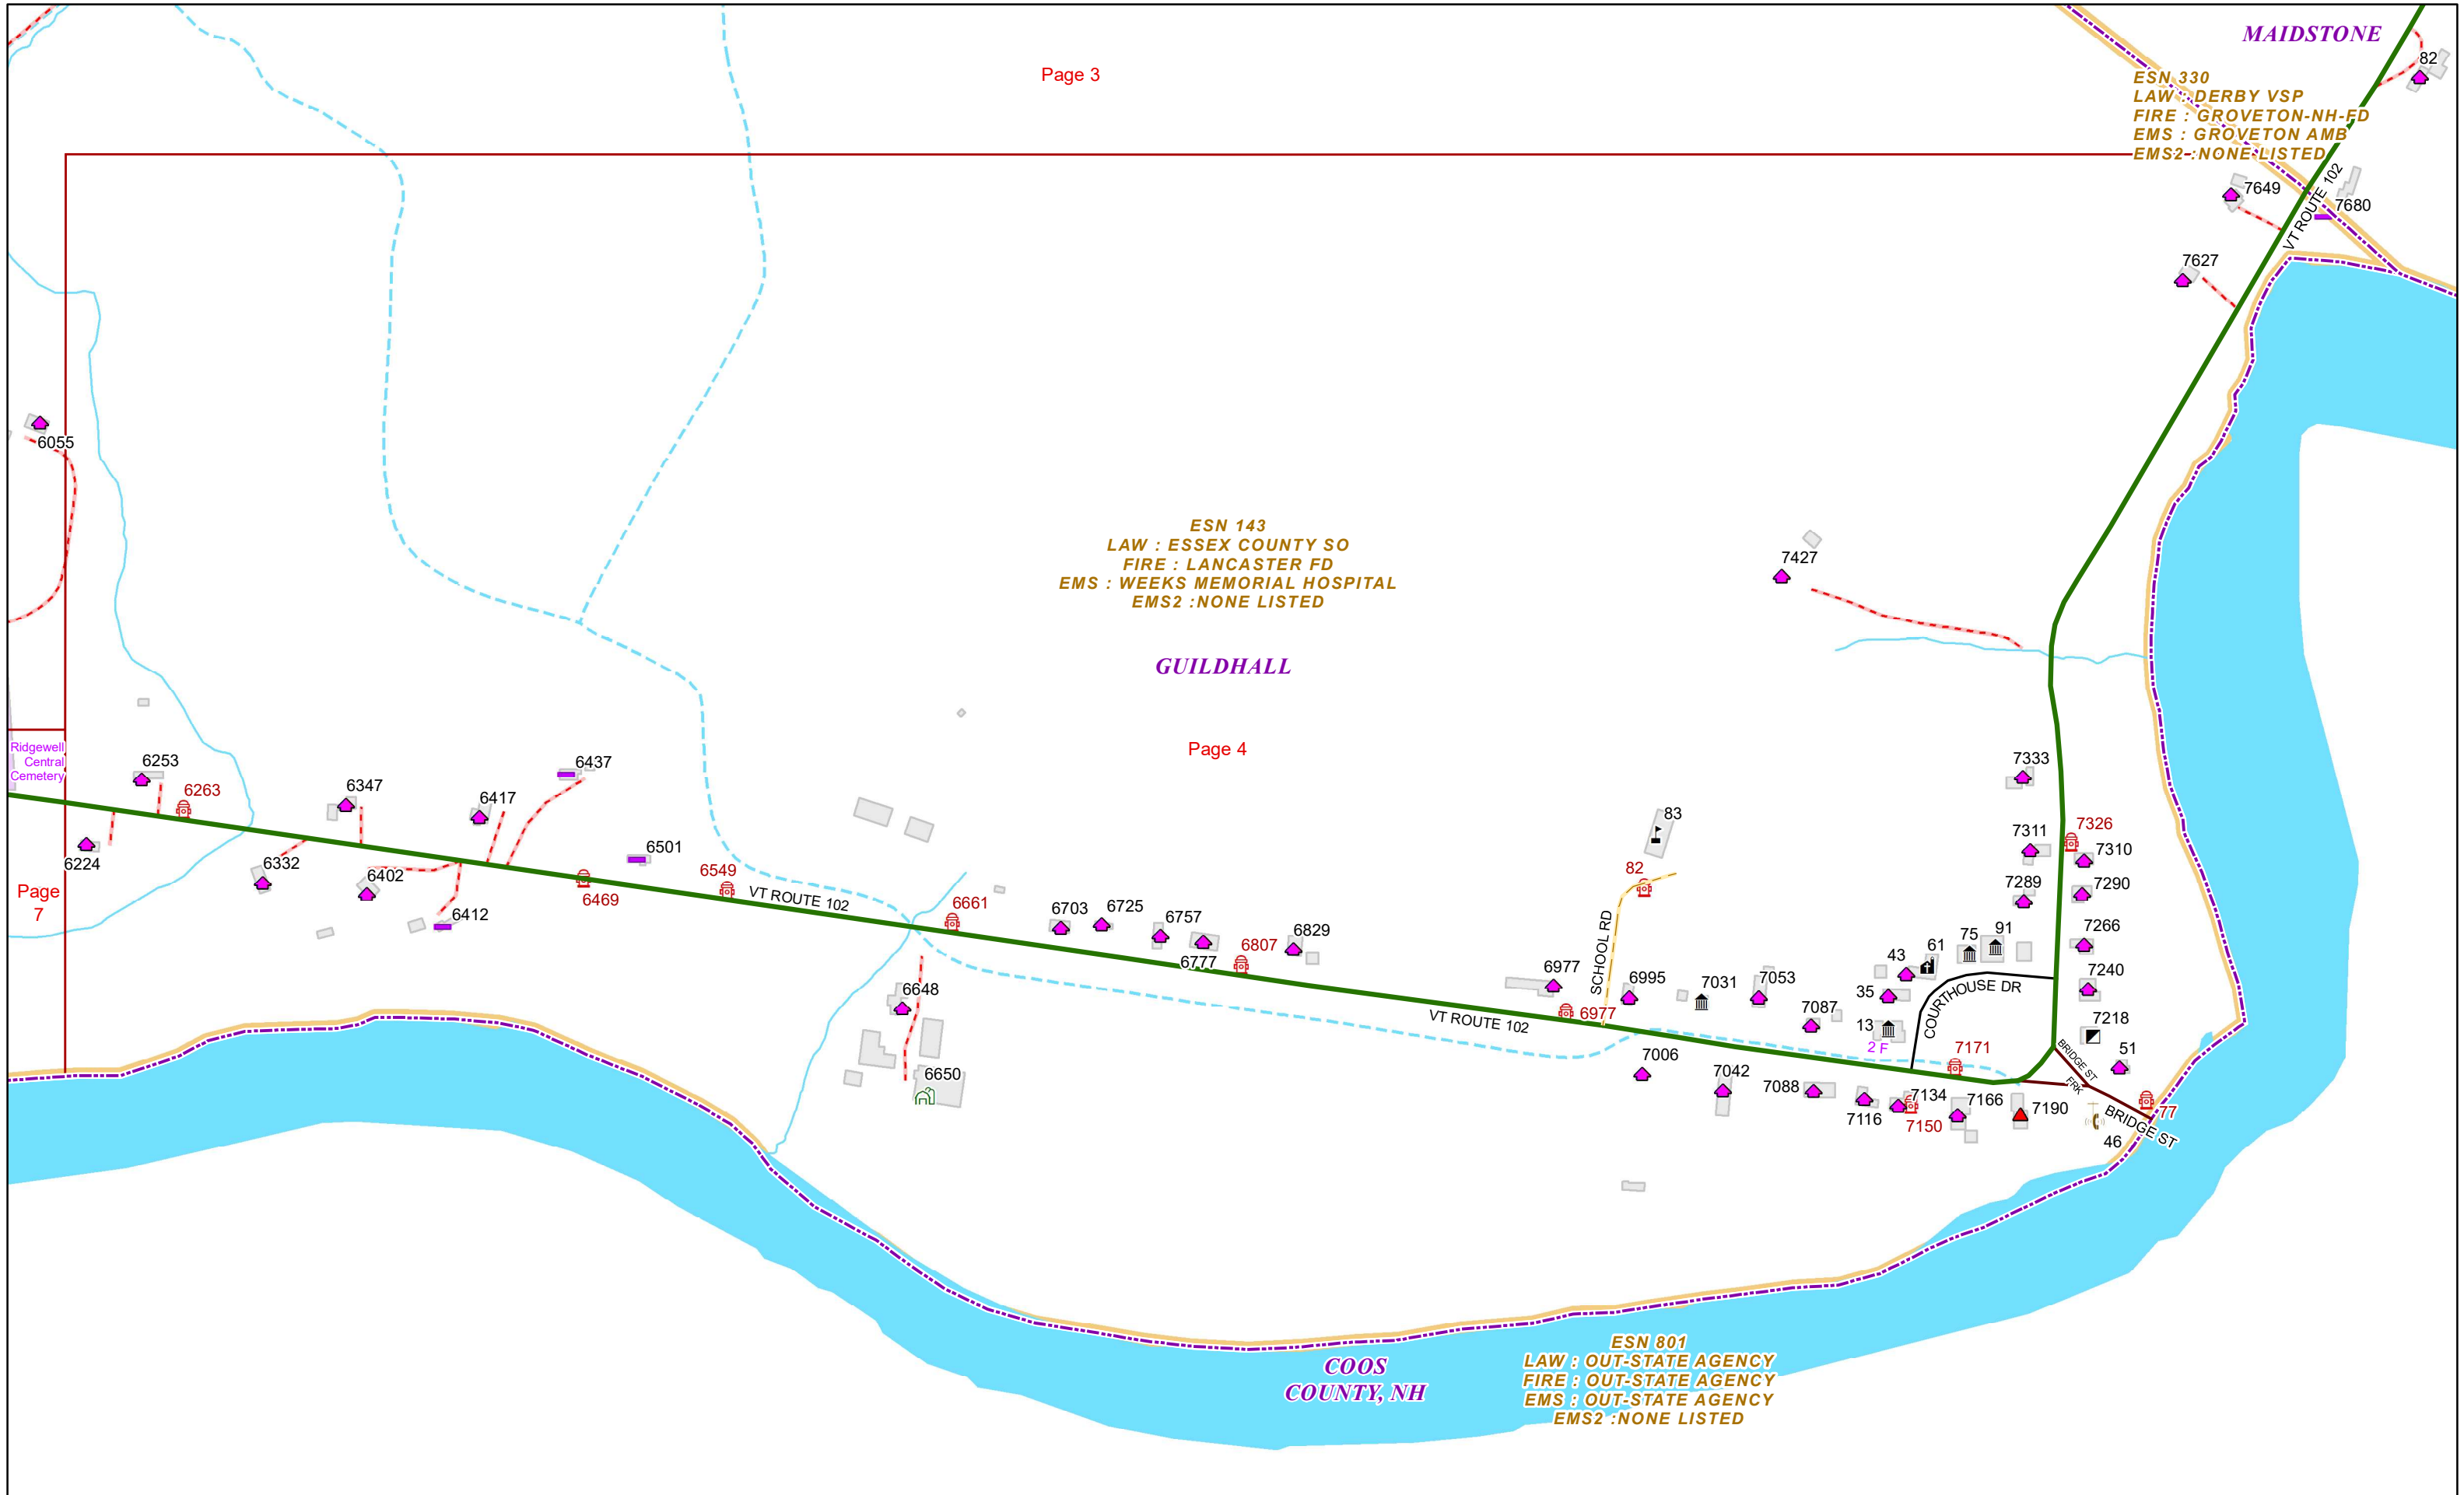 MAIDSTONE
82
Page 3
ESN 330
LAW : DERBY VSP
FIRE : GROVETON-NH-FD
EMS : GROVETON AMB
EMS2 :NONE LISTED
7649
VT ROUTE 102
7680
7627
6055
ESN 143
LAW : ESSEX COUNTY SO
FIRE : LANCASTER FD
EMS : WEEKS MEMORIAL HOSPITAL
EMS2 :NONE LISTED
7427
GUILDHALL
Page 4
Ridgewell
Central
Cemetery
6253
6263
6347
6417
6437
7333
83
7326
7311
7310
6224
6332
6402
6501
6549
82
7289
7290
Page
7
6469
VT ROUTE 102
6412
6661
6703
6725
6757
6777
6807
6829
SCHOOL RD
43
61
75
91
7266
7240
6648
6977
6977
6995
7031
7053
35
COURTHOUSE DR
VT ROUTE 102
7087
13
2 F
7218
7171
BRIDGE ST
FRK
51
6650
7006
7042
7088
7116
7134
7150
7166
7190
77
BRIDGE ST
46
ESN 801
LAW : OUT-STATE AGENCY
FIRE : OUT-STATE AGENCY
EMS : OUT-STATE AGENCY
EMS2 :NONE LISTED
COOS
COUNTY, NH